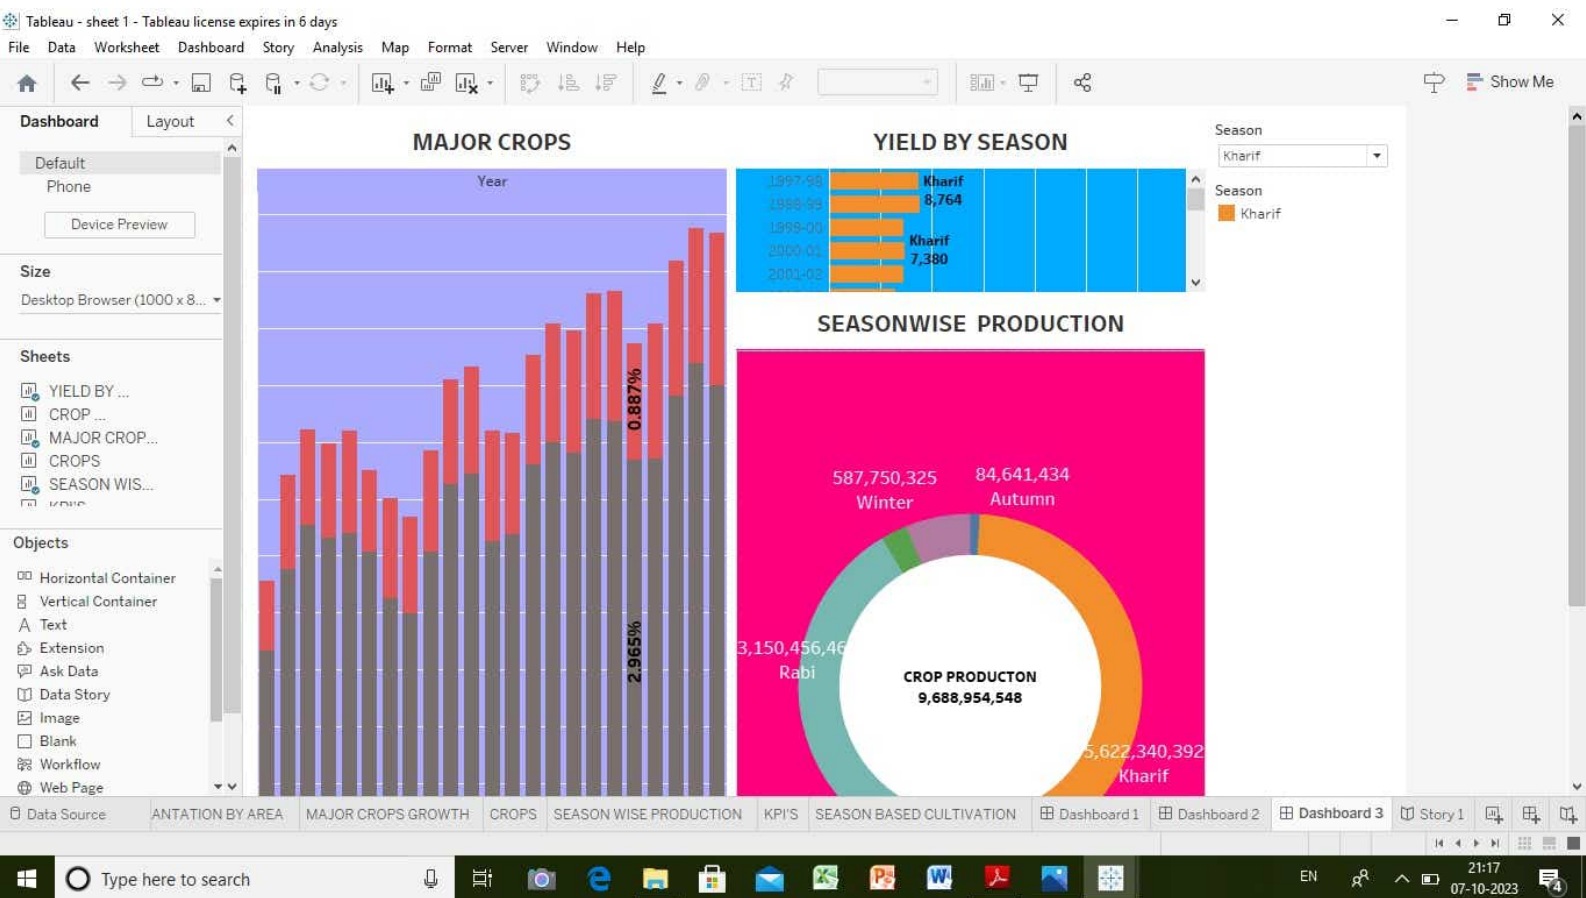 Tableau - sheet 1 - Tableau license expires in 6 days
File Data Worksheet Dashboard Story Analysis Map Format Server Window Help
Show Me
Dashboard Layout
Default
Phone
Device Preview
Size
Desktop Browser (1000 x 8...
Sheets
YIELD BY ...
CROP ...
MAJOR CROP...
CROPS
SEASON WIS...
KPI'S
Objects
Horizontal Container
Vertical Container
Text
Extension
Ask Data
Data Story
Image
Blank
Workflow
Web Page
MAJOR CROPS
Year
0.887%
2.965%
YIELD BY SEASON
1997-98
1998-99
1999-00
2000-01
2001-02
Kharif
8,764
Kharif
7,380
Season
Kharif
Season
Kharif
SEASONWISE PRODUCTION
587,750,325
Winter
84,641,434
Autumn
3,150,456,46
Rabi
CROP PRODUCTON
9,688,954,548
5,622,340,392
Kharif
Data Source ANTATION BY AREA MAJOR CROPS GROWTH CROPS SEASON WISE PRODUCTION KPI'S SEASON BASED CULTIVATION Dashboard 1 Dashboard 2 Dashboard 3 Story 1
Type here to search
EN
21:17
07-10-2023
4